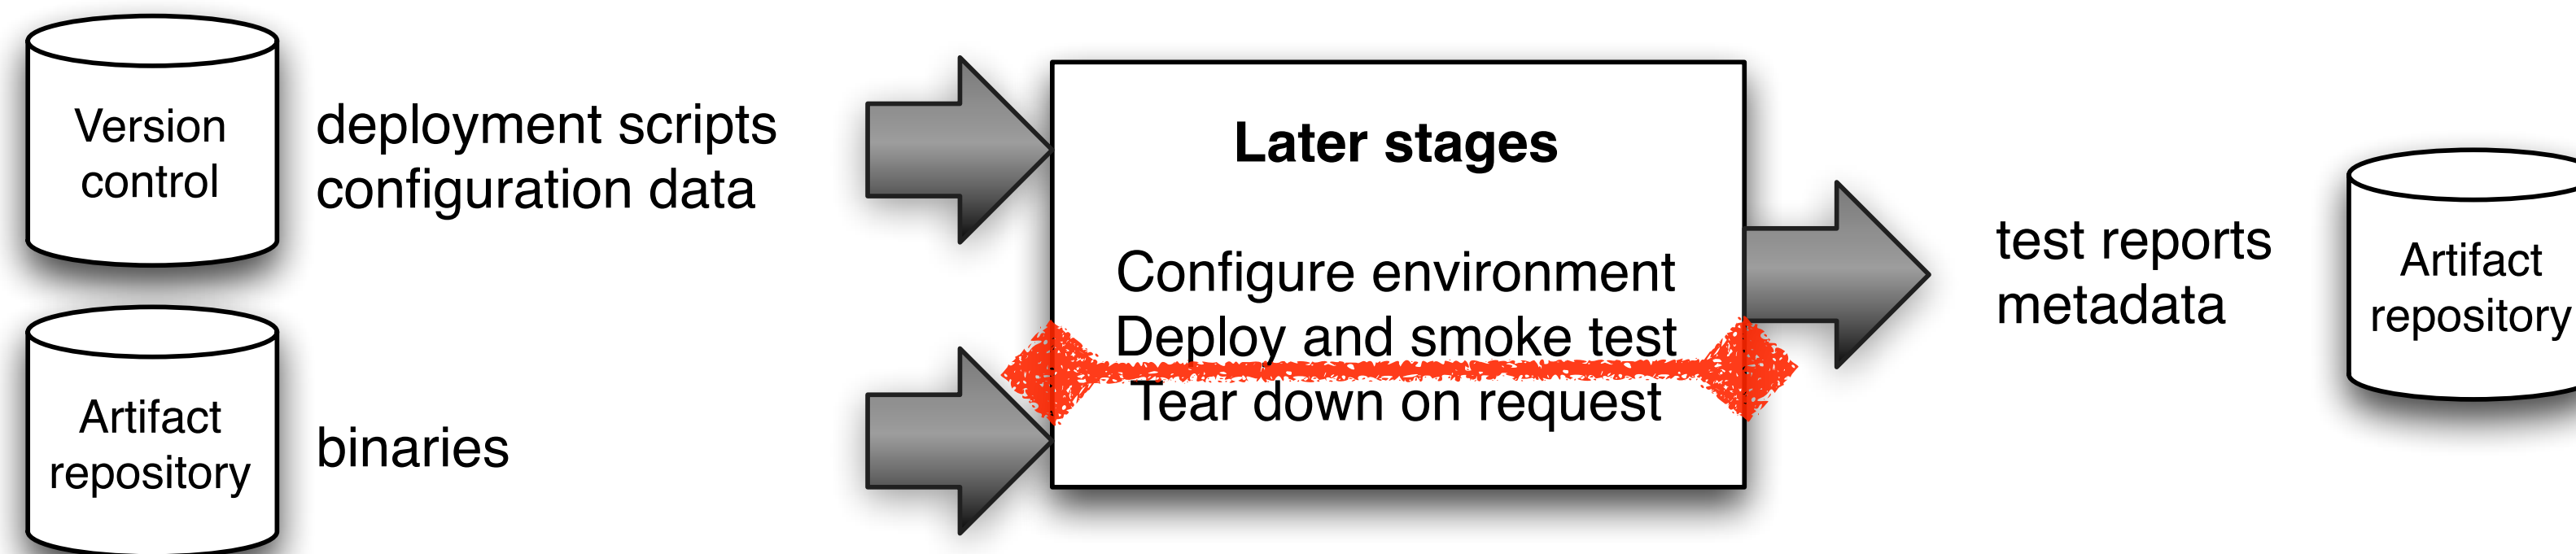 Version
control
deployment scripts
configuration data
Artifact
repository
binaries
Later stages
Configure environment
Deploy and smoke test
Tear down on request
test reports
metadata
Artifact
repository